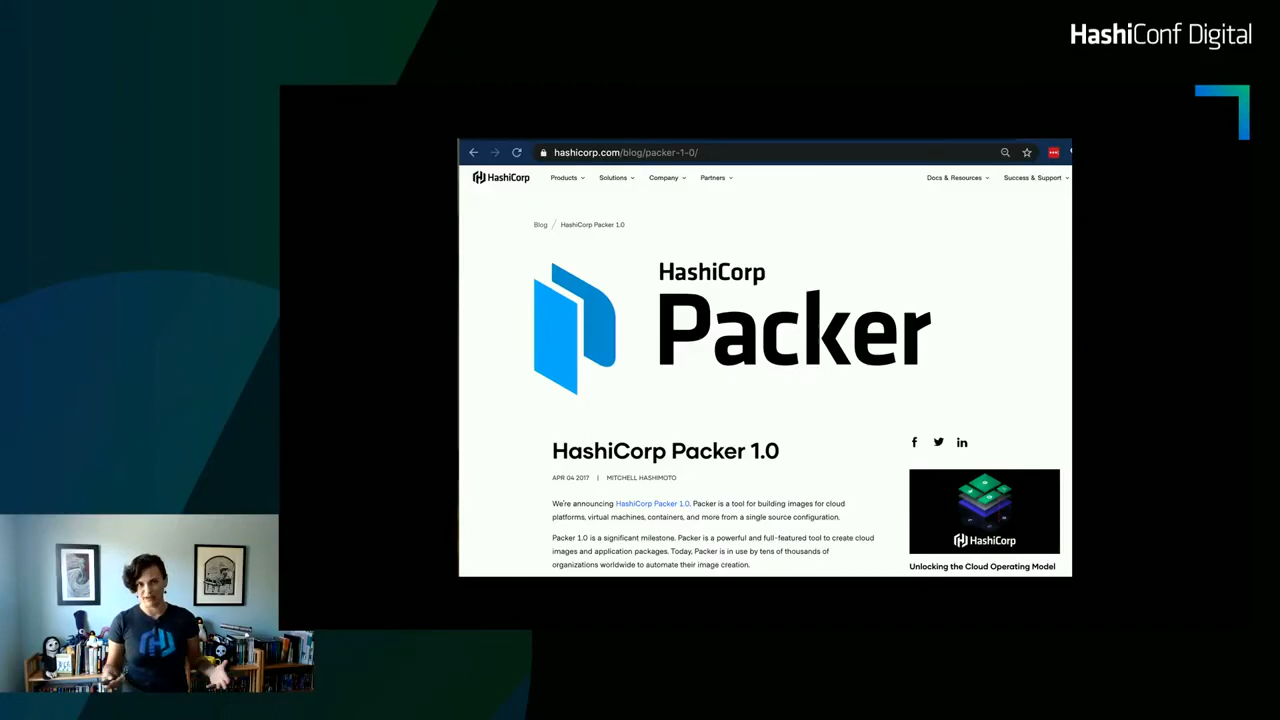 HashiConf Digital
hashicorp.com/blog/packer-1-0/
HashiCorp
Products
Solutions
Company
Partners
Docs & Resources
Success & Support
Blog / HashiCorp Packer 1.0
HashiCorp
Packer
HashiCorp Packer 1.0
APR 04 2017 | MITCHELL HASHIMOTO
We're announcing HashiCorp Packer 1.0. Packer is a tool for building images for cloud
platforms, virtual machines, containers, and more from a single source configuration.
Packer 1.0 is a significant milestone. Packer is a powerful and full-featured tool to create cloud
images and application packages. Today, Packer is in use by tens of thousands of
organizations worldwide to automate their image creation.
HashiCorp
Unlocking the Cloud Operating Model